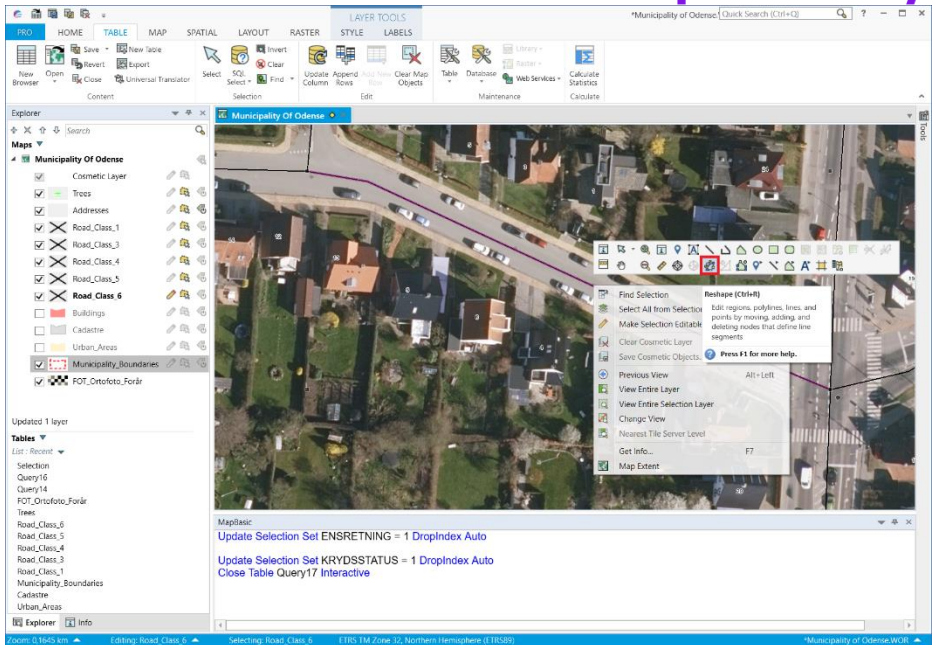 LAYER TOOLS
*Municipality of Odense.
Quick Search (Ctrl+Q)
PRO HOME TABLE MAP SPATIAL LAYOUT RASTER STYLE LABELS
New Browser
Open
Save
Revert
Close
New Table
Export
Universal Translator
Select
SQL Select
Invert
Clear
Find
Update Column
Append Rows
Add New Row
Clear Map Objects
Table
Database
Library
Raster
Web Services
Calculate Statistics
Content Selection Edit Maintenance Calculate
Explorer
Search
Maps
Municipality Of Odense
Cosmetic Layer
Trees
Addresses
Road_Class_1
Road_Class_3
Road_Class_4
Road_Class_5
Road_Class_6
Buildings
Cadastre
Urban_Areas
Municipality_Boundaries
FOT_Ortofoto_Forår
Updated 1 layer
Tables
List : Recent
Selection
Query16
Query14
FOT_Ortofoto_Forår
Trees
Road_Class_6
Road_Class_5
Road_Class_4
Road_Class_3
Road_Class_1
Municipality_Boundaries
Cadastre
Urban_Areas
Explorer Info
Municipality Of Odense
Tools
Find Selection
Select All from Selection
Make Selection Editable
Clear Cosmetic Layer
Save Cosmetic Objects.
Previous View Alt+Left
View Entire Layer
View Entire Selection Layer
Change View
Nearest Tile Server Level
Get Info... F7
Map Extent
Reshape (Ctrl+R)
Edit regions, polylines, lines, and
points by moving, adding, and
deleting nodes that define line
segments
Press F1 for more help.
MapBasic
Update Selection Set ENSRETNING = 1 DropIndex Auto
Update Selection Set KRYDSSTATUS = 1 DropIndex Auto
Close Table Query17 Interactive
Zoom: 0,1645 km Editing: Road_Class_6 Selecting: Road_Class_6 ETRS TM Zone 32, Northern Hemisphere (ETRS89) *Municipality of Odense.WOR